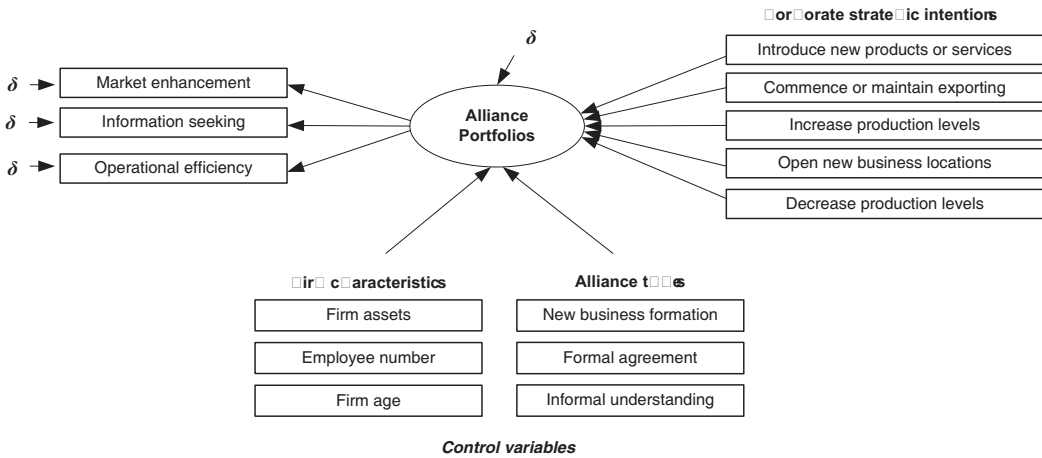 δ
δ Market enhancement
δ Information seeking
δ Operational efficiency
Alliance
Portfolios
intentions
Introduce new products or services
Commence or maintain exporting
Increase production levels
Open new business locations
Decrease production levels
Firm assets
Employee number
Firm age
Alliance
New business formation
Formal agreement
Informal understanding
Control variables